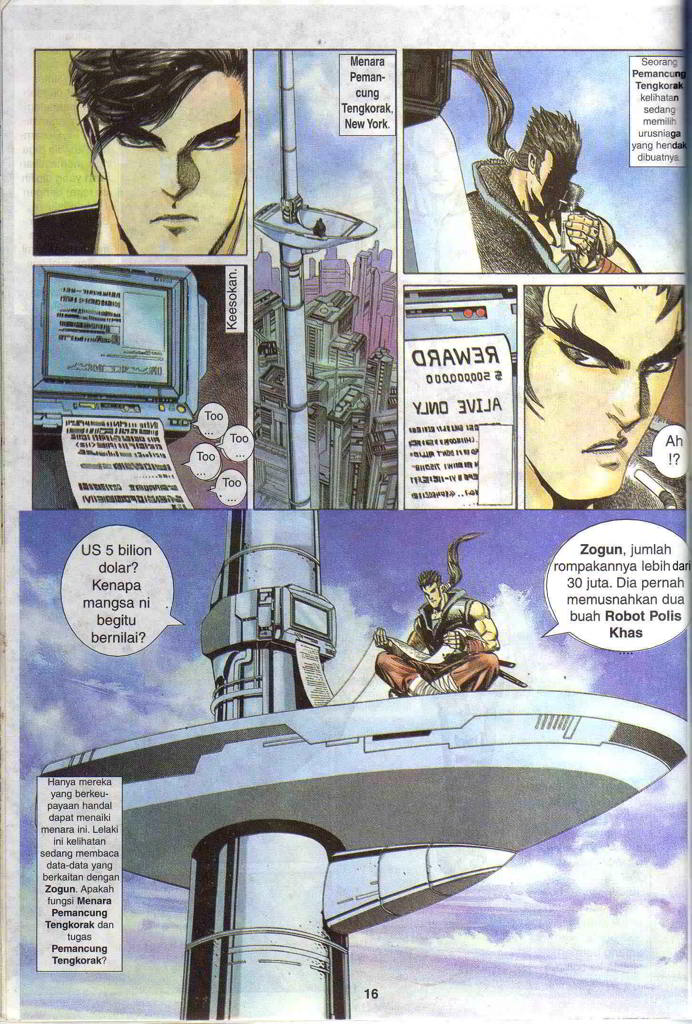 Menara
Peman-
cung
Tengkorak,
New York.
Seorang
Pemancung
Tengkorak
kelihatan
sedang
memilih
urusniaga
yang hendak
dibuatnya.
Keesokan.
Too
...
Too
...
Too
...
Too
...
REWARD
$ 500,000,000
ALIVE ONLY
Ah
!?
US 5 bilion
dolar?
Kenapa
mangsa ni
begitu
bernilai?
Zogun, jumlah
rompakannya lebih dari
30 juta. Dia pernah
memusnahkan dua
buah Robot Polis
Khas
....
Hanya mereka
yang berkeu-
payaan handal
dapat menaiki
menara ini. Lelaki
ini kelihatan
sedang membaca
data-data yang
berkaitan dengan
Zogun. Apakah
fungsi Menara
Pemancung
Tengkorak dan
tugas
Pemancung
Tengkorak?
16